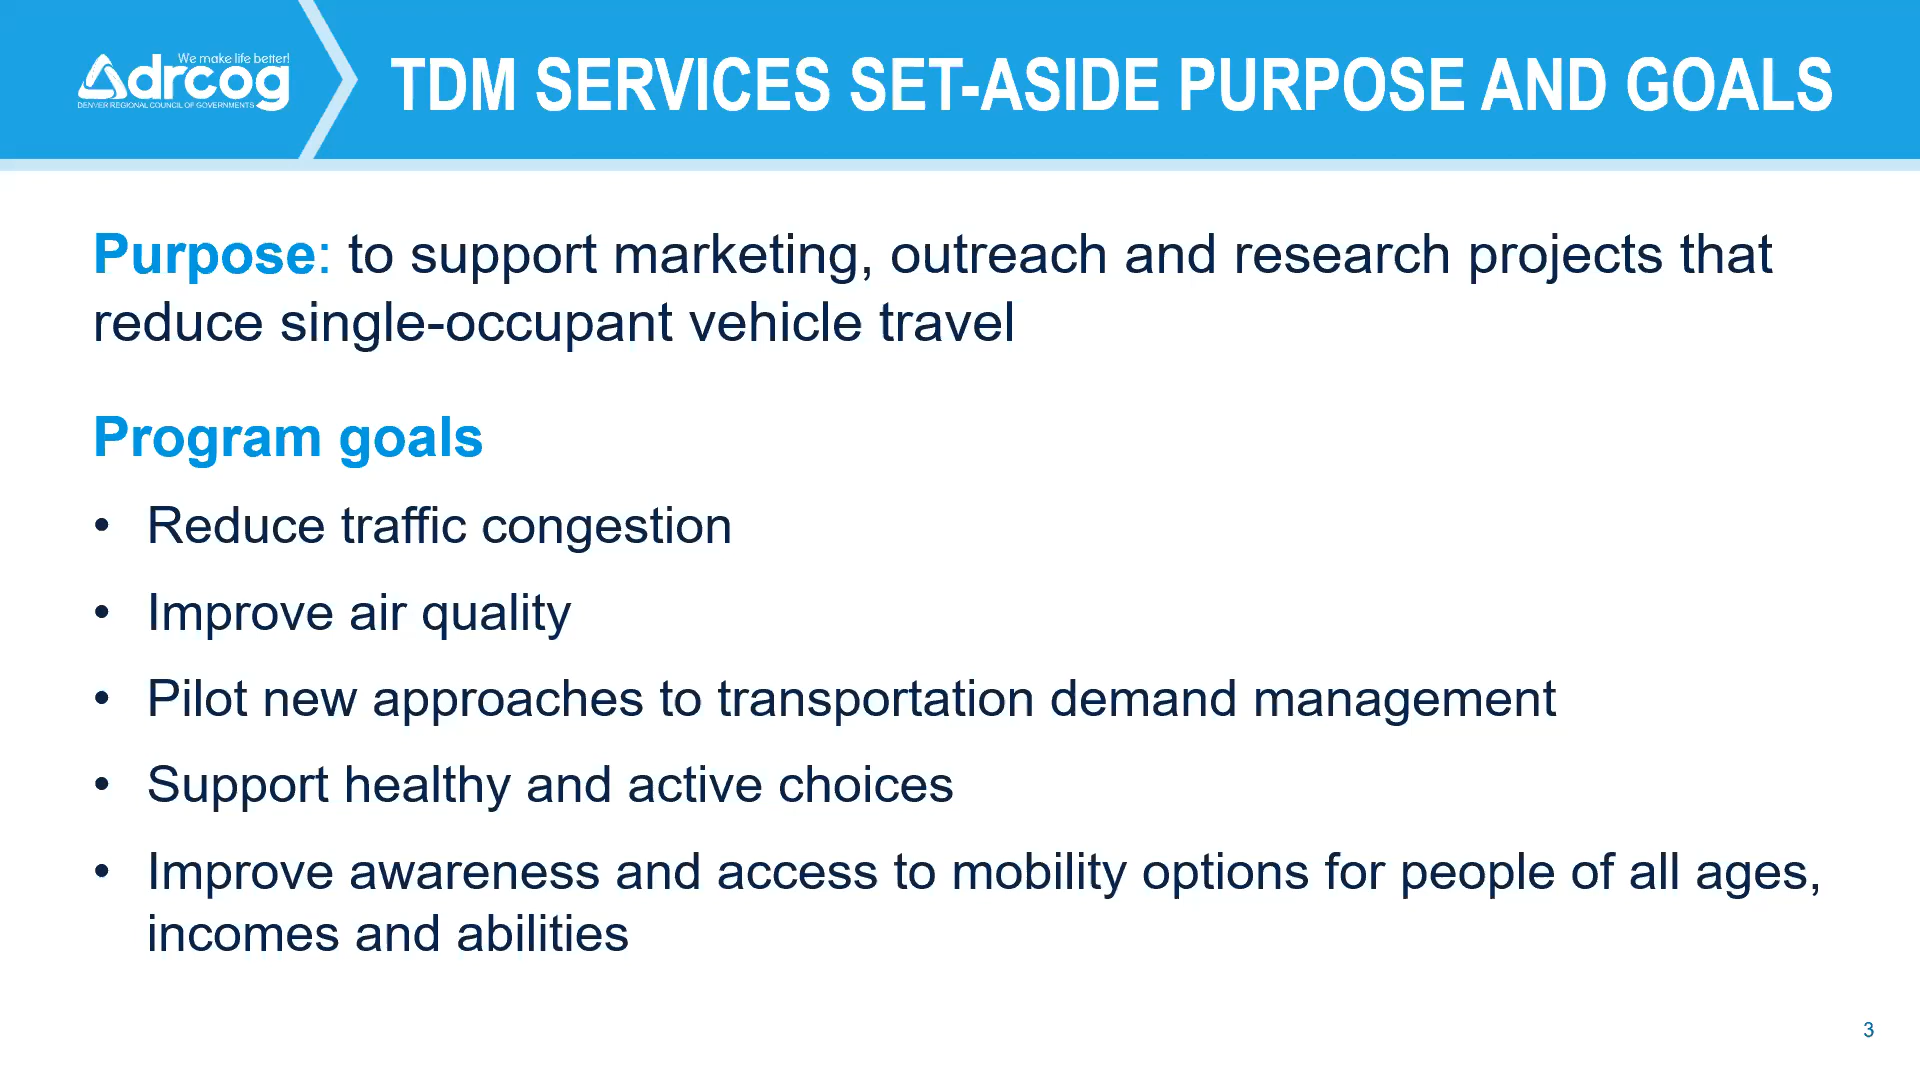 We make life better!
drcog
DENVER REGIONAL COUNCIL OF GOVERNMENTS
TDM SERVICES SET-ASIDE PURPOSE AND GOALS
Purpose: to support marketing, outreach and research projects that
reduce single-occupant vehicle travel
Program goals
• Reduce traffic congestion
• Improve air quality
• Pilot new approaches to transportation demand management
• Support healthy and active choices
• Improve awareness and access to mobility options for people of all ages,
incomes and abilities
3